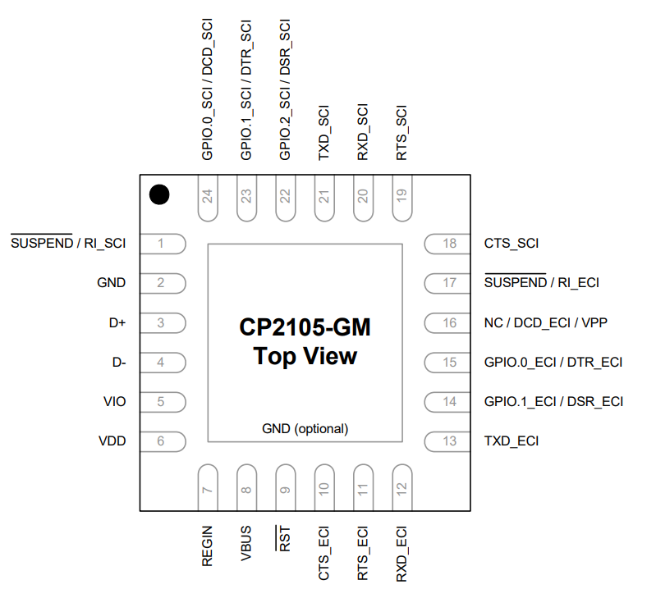 GPIO.0_SCI / DCD_SCI
GPIO.1_SCI / DTR_SCI
GPIO.2_SCI / DSR_SCI
TXD_SCI
RXD_SCI
RTS_SCI
24
23
22
21
20
19
SUSPEND / RI_SCI
1
GND
2
D+
3
D-
4
VIO
5
VDD
6
CP2105-GM
Top View
GND (optional)
18
CTS_SCI
17
SUSPEND / RI_ECI
16
NC / DCD_ECI / VPP
15
GPIO.0_ECI / DTR_ECI
14
GPIO.1_ECI / DSR_ECI
13
TXD_ECI
7
8
9
10
11
12
REGIN
VBUS
RST
CTS_ECI
RTS_ECI
RXD_ECI